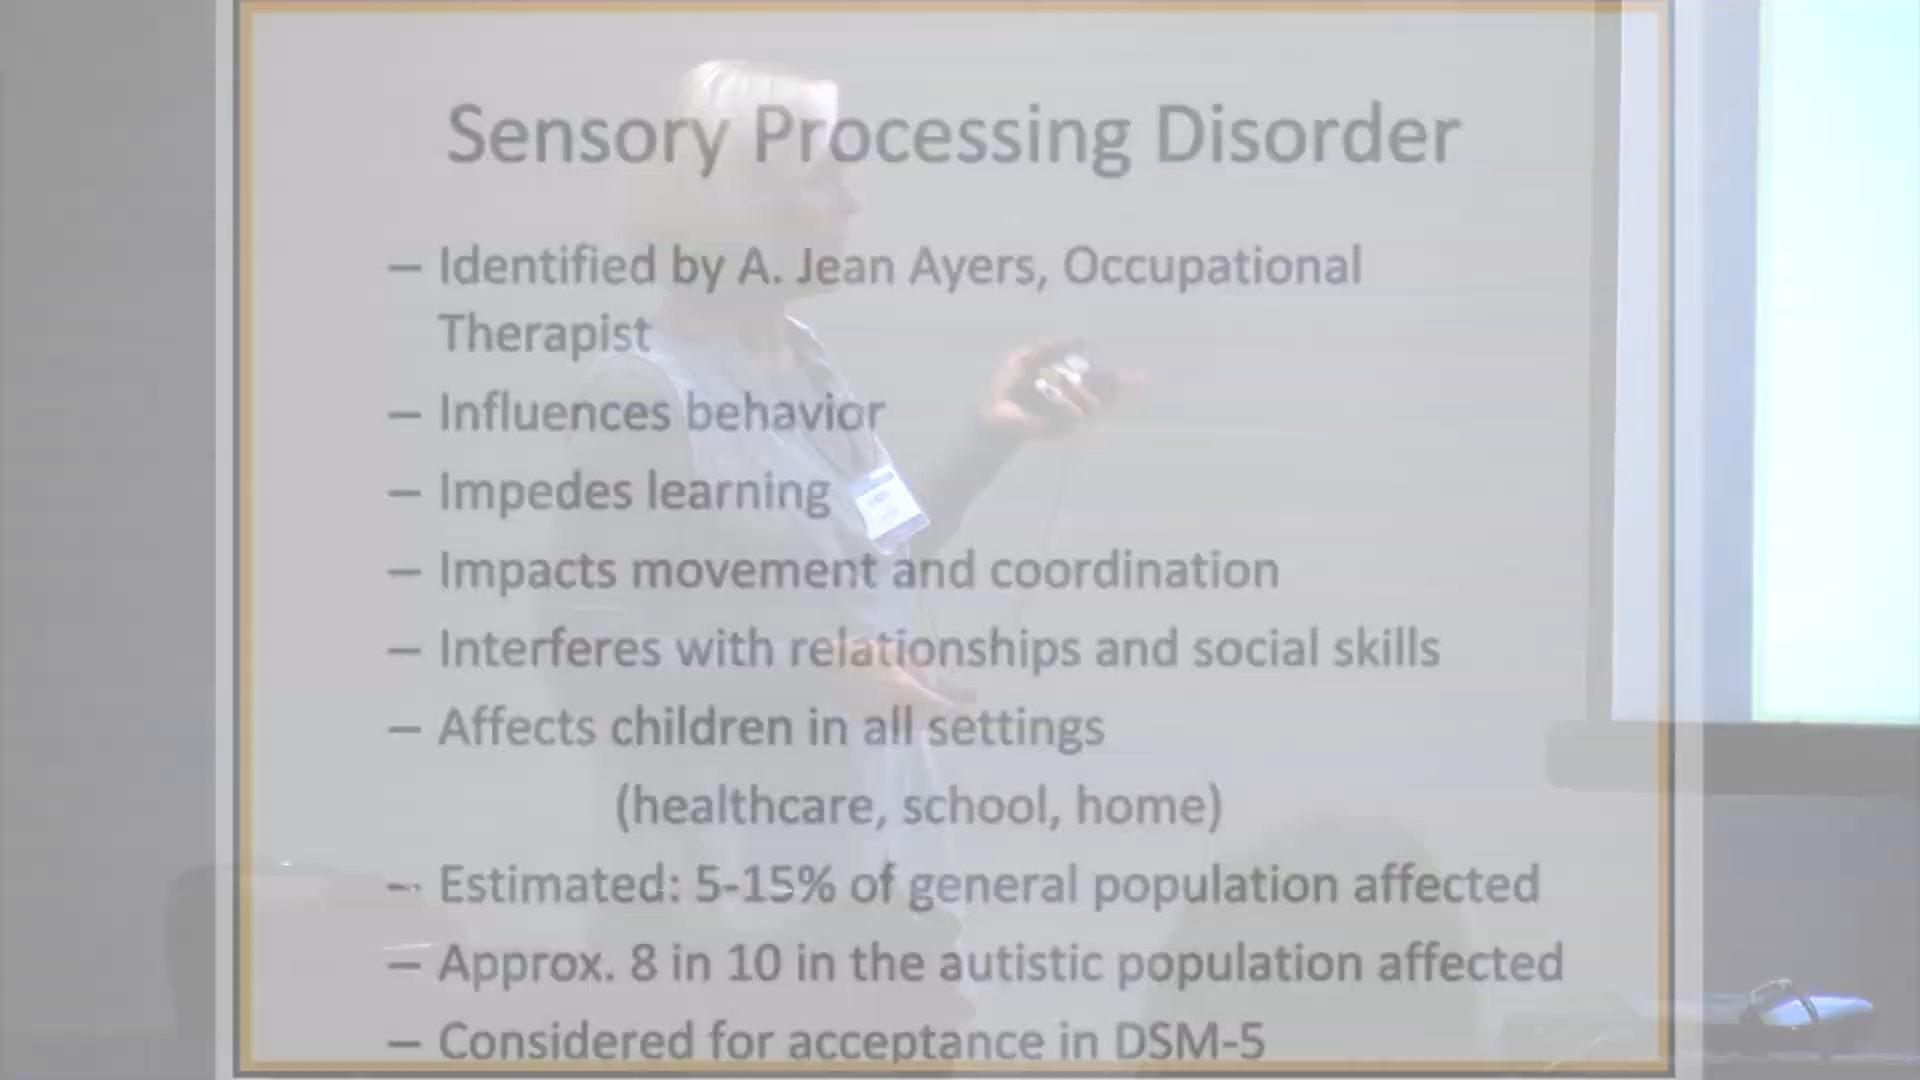 Sensory Processing Disorder
– Identified by A. Jean Ayers, Occupational
Therapist
– Influences behavior
– Impedes learning
– Impacts movement and coordination
– Interferes with relationships and social skills
– Affects children in all settings
(healthcare, school, home)
– Estimated: 5-15% of general population affected
– Approx. 8 in 10 in the autistic population affected
– Considered for acceptance in DSM-5